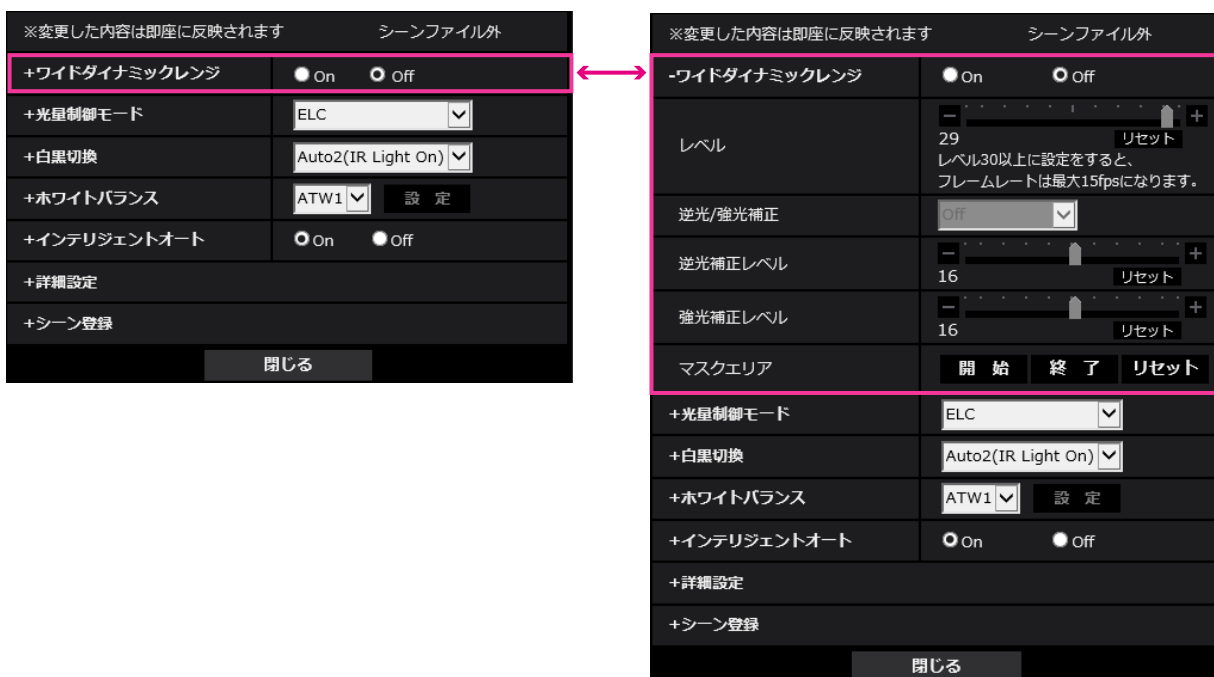 ※変更した内容は即座に反映されます シーンファイル外
+ワイドダイナミックレンジ On Off
+光量制御モード ELC
+白黒切換 Auto2(IR Light On)
+ホワイトバランス ATW1 設 定
+インテリジェントオート On Off
+詳細設定
+シーン登録
閉じる
※変更した内容は即座に反映されます シーンファイル外
-ワイドダイナミックレンジ On Off
レベル - +
29 リセット
レベル30以上に設定をすると、
フレームレートは最大15fpsになります。
逆光/強光補正 Off
逆光補正レベル - +
16 リセット
強光補正レベル - +
16 リセット
マスクエリア 開 始 終 了 リセット
+光量制御モード ELC
+白黒切換 Auto2(IR Light On)
+ホワイトバランス ATW1 設 定
+インテリジェントオート On Off
+詳細設定
+シーン登録
閉じる